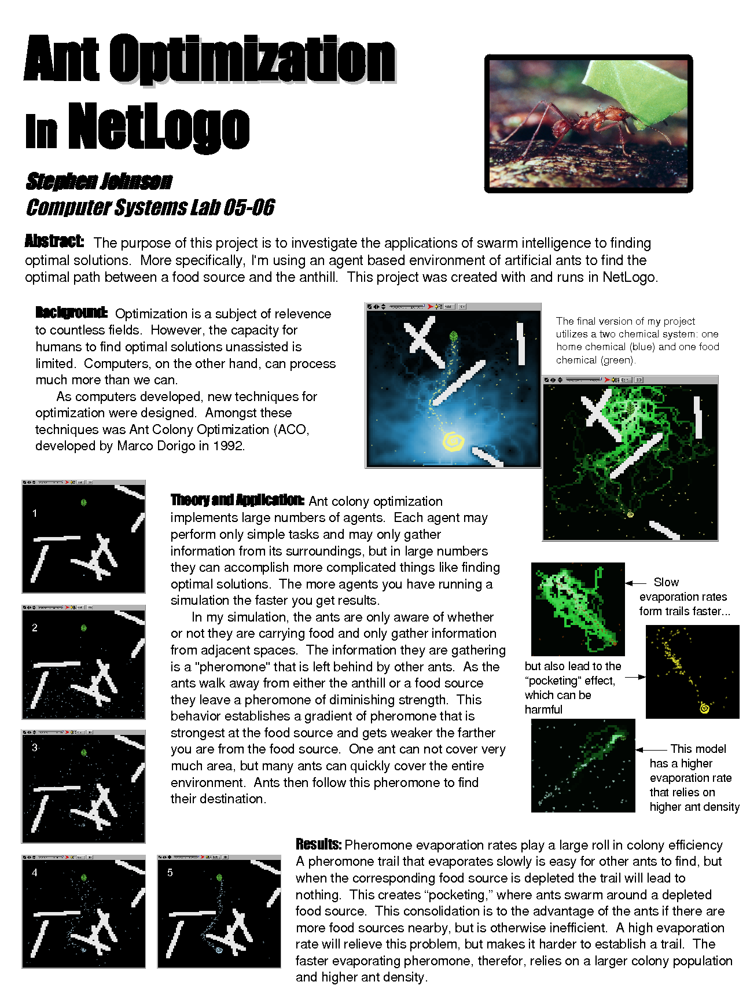 Ant Optimization
In NetLogo
Stephen Johnson
Computer Systems Lab 05-06
Abstract: The purpose of this project is to investigate the applications of swarm intelligence to finding
optimal solutions. More specifically, I'm using an agent based environment of artificial ants to find the
optimal path between a food source and the anthill. This project was created with and runs in NetLogo.
Background: Optimization is a subject of relevence
to countless fields. However, the capacity for
humans to find optimal solutions unassisted is
limited. Computers, on the other hand, can process
much more than we can.
As computers developed, new techniques for
optimization were designed. Amongst these
techniques was Ant Colony Optimization (ACO,
developed by Marco Dorigo in 1992.
The final version of my project
utilizes a two chemical system: one
home chemical (blue) and one food
chemical (green).
Edit...
3D
1
2
3
4
5
Theory and Application: Ant colony optimization
implements large numbers of agents. Each agent may
perform only simple tasks and may only gather
information from its surroundings, but in large numbers
they can accomplish more complicated things like finding
optimal solutions. The more agents you have running a
simulation the faster you get results.
In my simulation, the ants are only aware of whether
or not they are carrying food and only gather information
from adjacent spaces. The information they are gathering
is a "pheromone" that is left behind by other ants. As the
ants walk away from either the anthill or a food source
they leave a pheromone of diminishing strength. This
behavior establishes a gradient of pheromone that is
strongest at the food source and gets weaker the farther
you are from the food source. One ant can not cover very
much area, but many ants can quickly cover the entire
environment. Ants then follow this pheromone to find
their destination.
Slow
evaporation rates
form trails faster...
but also lead to the
“pocketing” effect,
which can be
harmful
This model
has a higher
evaporation rate
that relies on
higher ant density
Results: Pheromone evaporation rates play a large roll in colony efficiency
A pheromone trail that evaporates slowly is easy for other ants to find, but
when the corresponding food source is depleted the trail will lead to
nothing. This creates “pocketing,” where ants swarm around a depleted
food source. This consolidation is to the advantage of the ants if there are
more food sources nearby, but is otherwise inefficient. A high evaporation
rate will relieve this problem, but makes it harder to establish a trail. The
faster evaporating pheromone, therefor, relies on a larger colony population
and higher ant density.